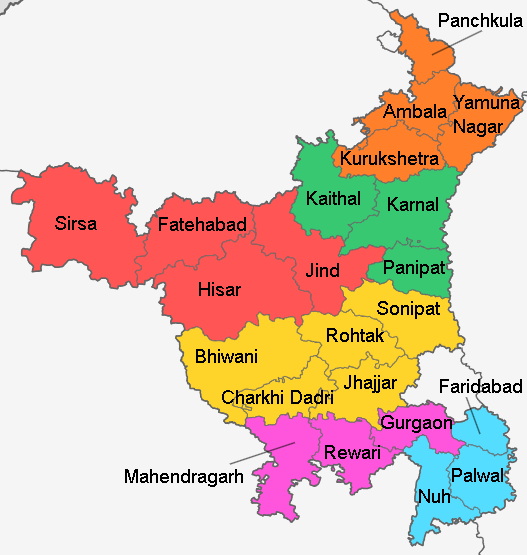 Panchkula
Ambala
Yamuna
Nagar
Kurukshetra
Kaithal
Karnal
Sirsa
Fatehabad
Jind
Panipat
Hisar
Sonipat
Rohtak
Bhiwani
Jhajjar
Charkhi Dadri
Faridabad
Gurgaon
Rewari
Mahendragarh
Palwal
Nuh